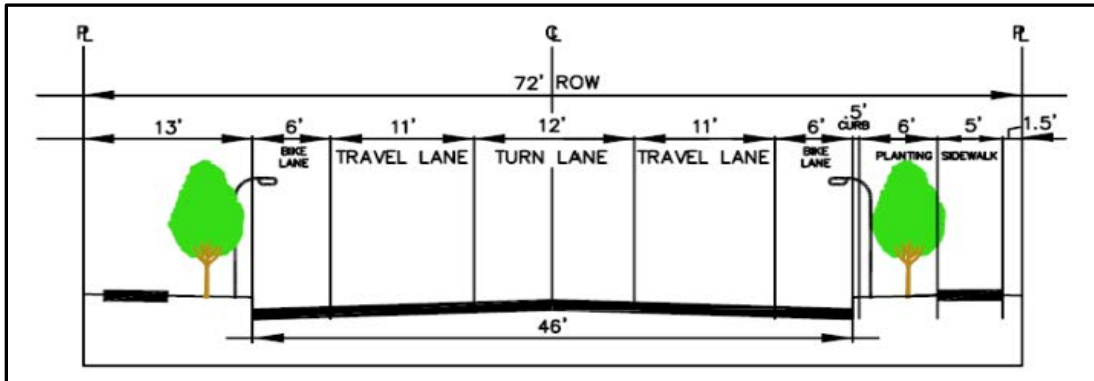 PL CL PL
72' ROW
13' 6' 11' 12' 11' 6' .5' 6' 5' 1.5'
BIKE LANE TRAVEL LANE TURN LANE TRAVEL LANE BIKE LANE CURB PLANTING SIDEWALK
46'